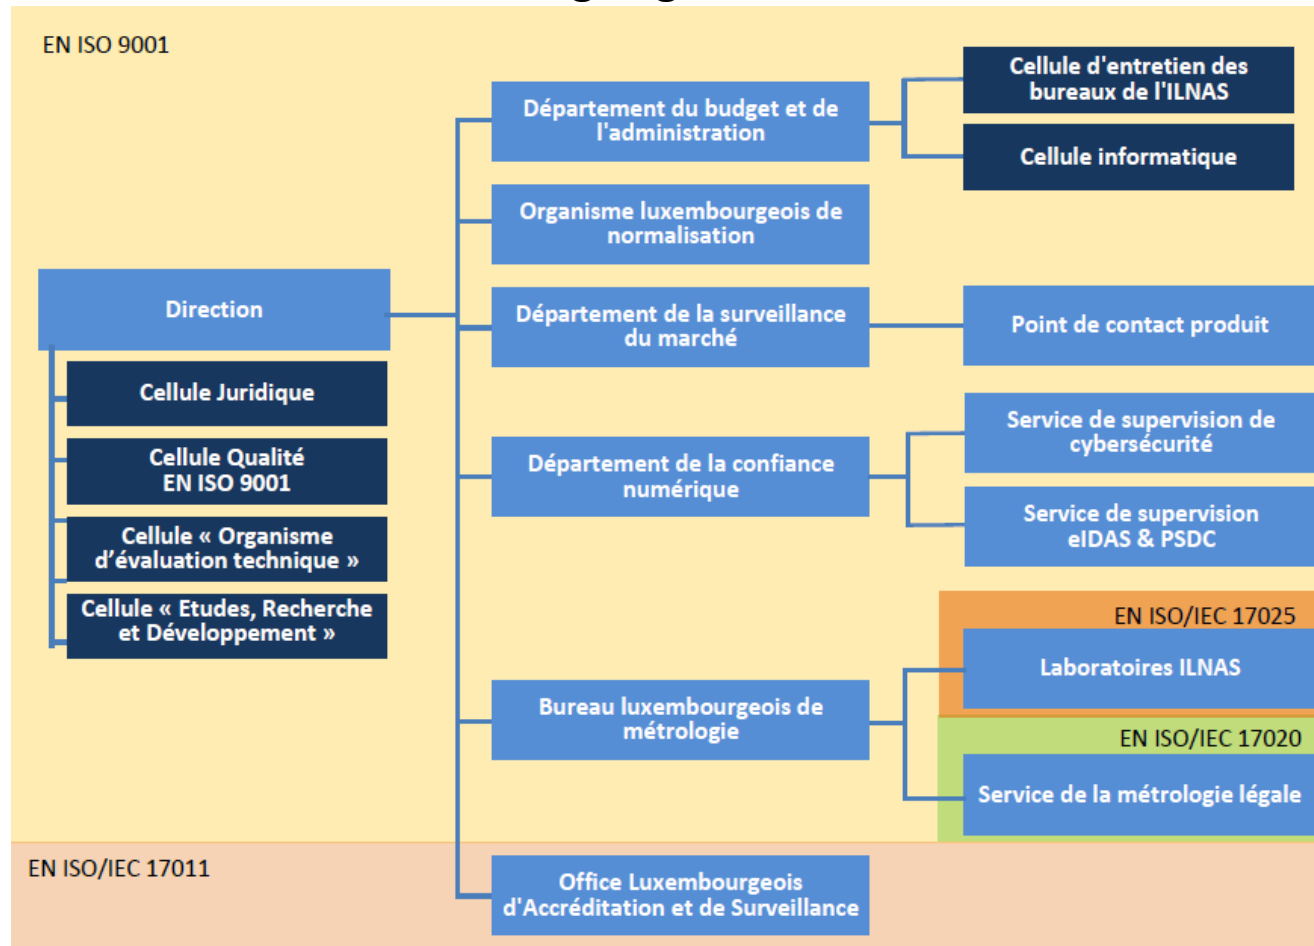 EN ISO 9001
Direction
Cellule Juridique
Cellule Qualité
EN ISO 9001
Cellule « Organisme
d’évaluation technique »
Cellule « Etudes, Recherche
et Développement »
Département du budget et de
l'administration
Cellule d'entretien des
bureaux de l'ILNAS
Cellule informatique
Organisme luxembourgeois de
normalisation
Département de la surveillance
du marché
Point de contact produit
Département de la confiance
numérique
Service de supervision de
cybersécurité
Service de supervision
eIDAS & PSDC
Bureau luxembourgeois de
métrologie
EN ISO/IEC 17025
Laboratoires ILNAS
EN ISO/IEC 17020
Service de la métrologie légale
EN ISO/IEC 17011
Office Luxembourgeois
d'Accréditation et de Surveillance